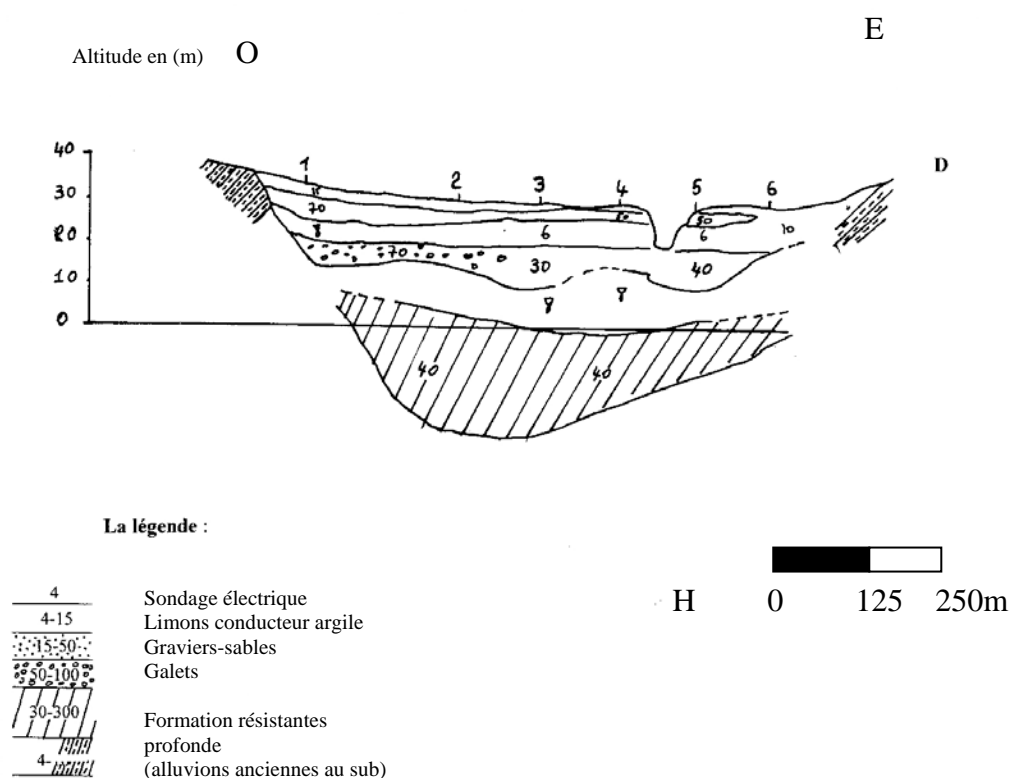 E
Altitude en (m) O
40
30
20
10
0
1
2
3
4
5
6
D
70
6
10
8
6
70
30
40
40
40
La légende :
4
Sondage électrique
4-15
Limons conducteur argile
15-50
Graviers-sables
50-100
Galets
30-300
Formation résistantes
profonde
4-
(alluvions anciennes au sub)
H 0 125 250m